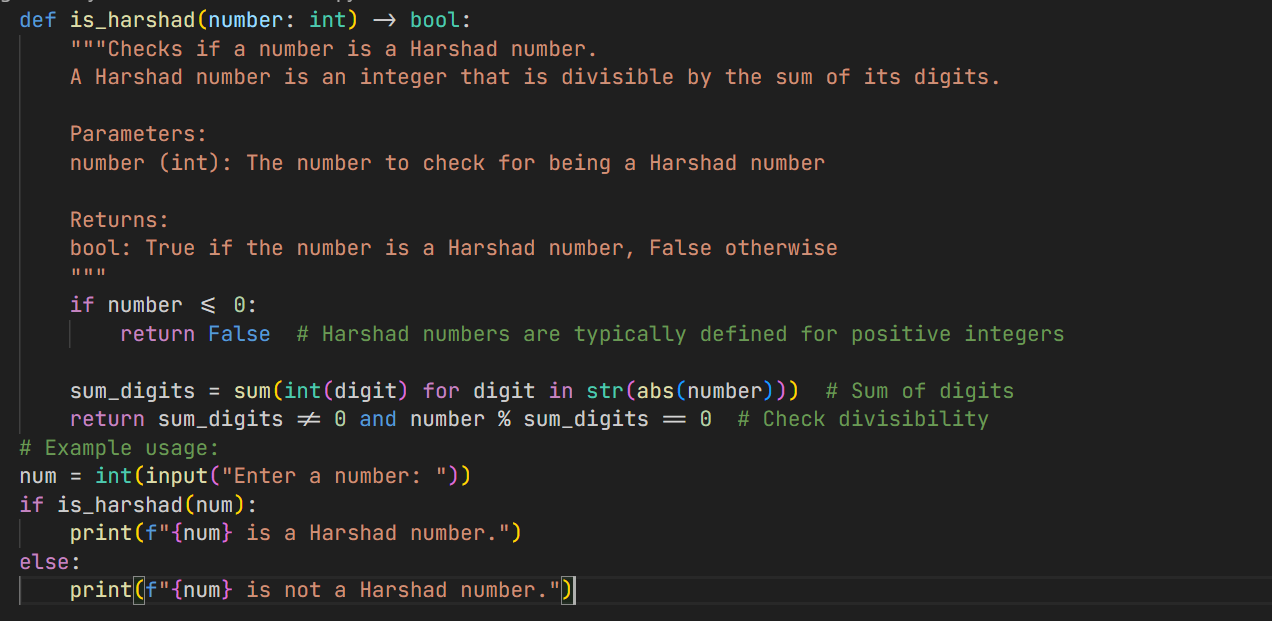 def is_harshad(number: int) -> bool:
    """Checks if a number is a Harshad number.
    A Harshad number is an integer that is divisible by the sum of its digits.

    Parameters:
    number (int): The number to check for being a Harshad number

    Returns:
    bool: True if the number is a Harshad number, False otherwise
    """
    if number <= 0:
        return False  # Harshad numbers are typically defined for positive integers

    sum_digits = sum(int(digit) for digit in str(abs(number)))  # Sum of digits
    return sum_digits != 0 and number % sum_digits == 0  # Check divisibility
# Example usage:
num = int(input("Enter a number: "))
if is_harshad(num):
    print(f"{num} is a Harshad number.")
else:
    print(f"{num} is not a Harshad number.")